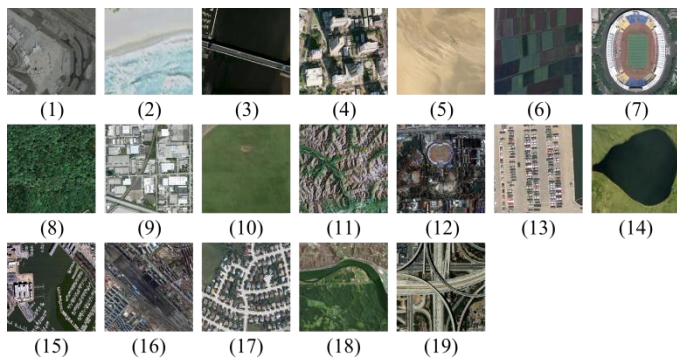 (1) (2) (3) (4) (5) (6) (7)
(8) (9) (10) (11) (12) (13) (14)
(15) (16) (17) (18) (19)